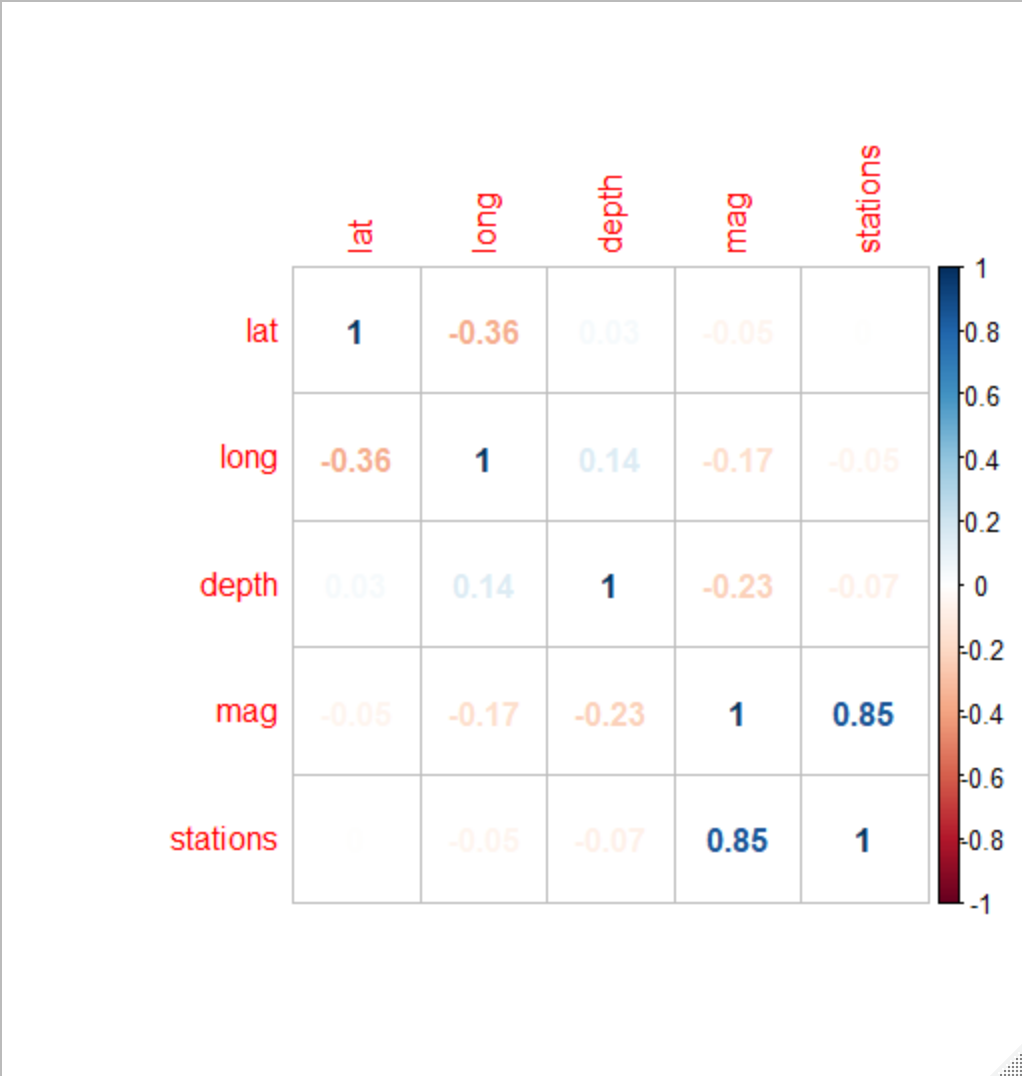 lat long depth mag stations
lat 1 -0.36 0.03 -0.05 0
long -0.36 1 0.14 -0.17 -0.05
depth 0.03 0.14 1 -0.23 -0.07
mag -0.05 -0.17 -0.23 1 0.85
stations 0 -0.05 -0.07 0.85 1
1
0.8
0.6
0.4
0.2
0
-0.2
-0.4
-0.6
-0.8
-1